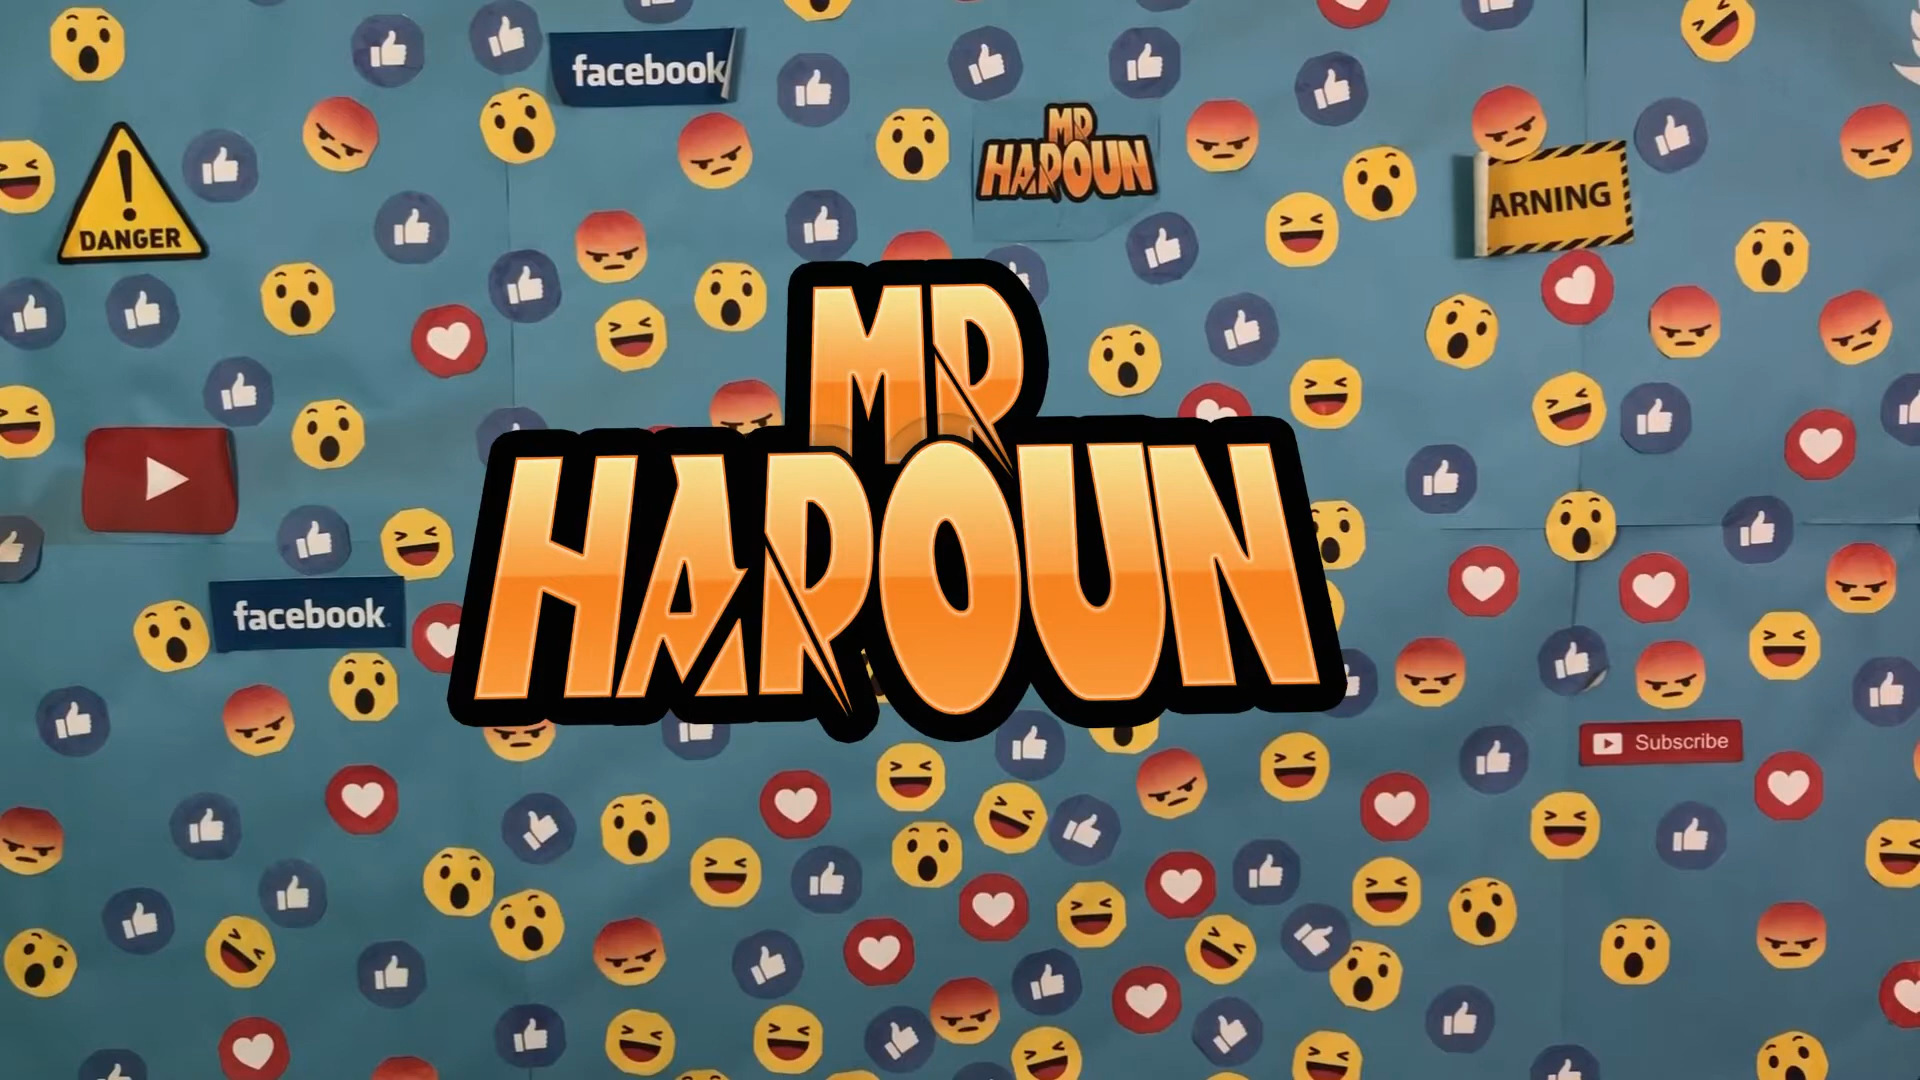 facebook
MR
HAROUN
ARNING
DANGER
MR
HAROUN
facebook
Subscribe